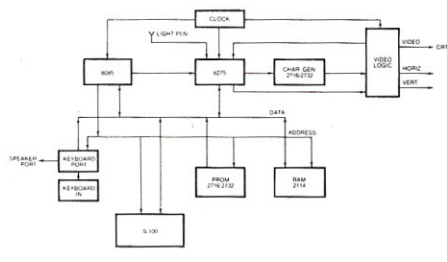 CLOCK
LIGHT PEN
VIDEO
CRT
8085
8275
CHAR. GEN
2716/2732
VIDEO
LOGIC
HORIZ
VERT
DATA
ADDRESS
SPEAKER
PORT
KEYBOARD
PORT
KEYBOARD
IN
PROM
2716 2732
RAM
2114
S 100